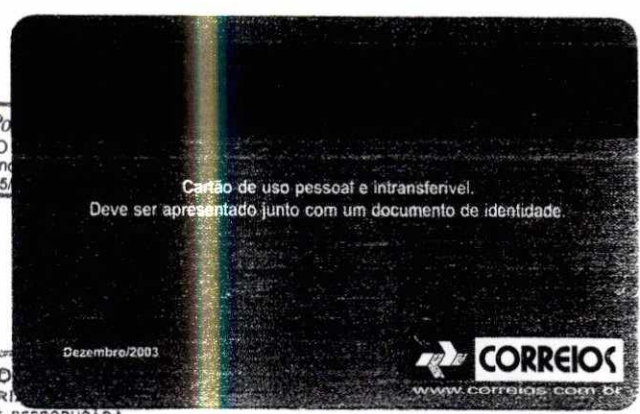 Cartão de uso pessoal e intransferível.
Deve ser apresentado junto com um documento de identidade.
Dezembro/2003
CORREIOS
www.correios.com.br